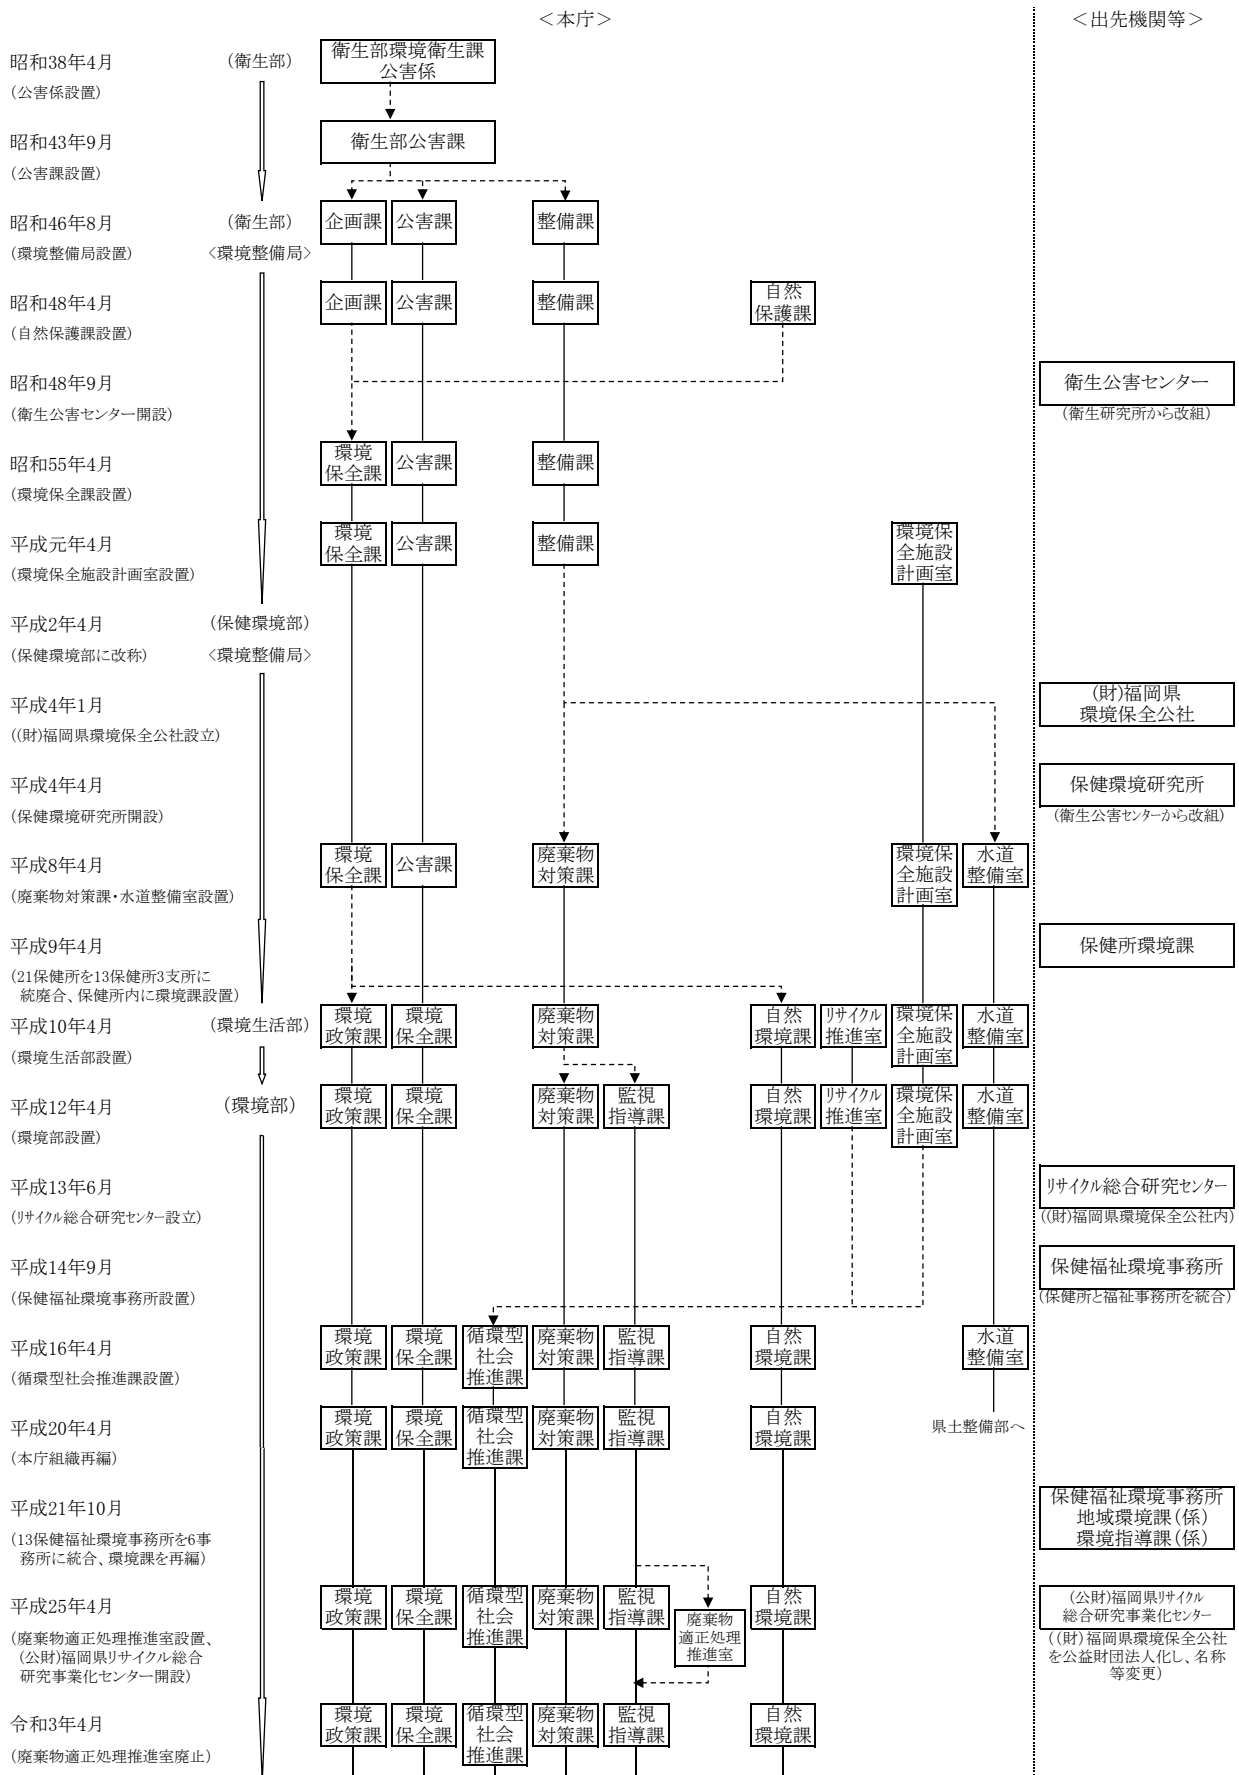 ＜本庁＞
＜出先機関等＞
昭和38年4月
(衛生部)
衛生部環境衛生課
公害係
(公害係設置)
昭和43年9月
衛生部公害課
(公害課設置)
昭和46年8月
(衛生部)
企画課
公害課
整備課
(環境整備局設置)
＜環境整備局＞
昭和48年4月
企画課
公害課
整備課
自然
保護課
(自然保護課設置)
昭和48年9月
衛生公害センター
(衛生公害センター開設)
(衛生研究所から改組)
昭和55年4月
環境
保全課
公害課
整備課
(環境保全課設置)
平成元年4月
環境
保全課
公害課
整備課
環境保
全施設
計画室
(環境保全施設計画室設置)
平成2年4月
(保健環境部)
(保健環境部に改称)
＜環境整備局＞
平成4年1月
(財)福岡県
環境保全公社
((財)福岡県環境保全公社設立)
平成4年4月
保健環境研究所
(保健環境研究所開設)
(衛生公害センターから改組)
平成8年4月
環境
保全課
公害課
廃棄物
対策課
環境保
全施設
計画室
水道
整備室
(廃棄物対策課・水道整備室設置)
平成9年4月
保健所環境課
(21保健所を13保健所3支所に
統廃合、保健所内に環境課設置)
平成10年4月
(環境生活部)
環境
政策課
環境
保全課
廃棄物
対策課
自然
環境課
リサイクル
推進室
環境保
全施設
計画室
水道
整備室
(環境生活部設置)
平成12年4月
(環境部)
環境
政策課
環境
保全課
廃棄物
対策課
監視
指導課
自然
環境課
リサイクル
推進室
環境保
全施設
計画室
水道
整備室
(環境部設置)
平成13年6月
リサイクル総合研究センター
(リサイクル総合研究センター設立)
((財)福岡県環境保全公社内)
平成14年9月
保健福祉環境事務所
(保健福祉環境事務所設置)
(保健所と福祉事務所を統合)
平成16年4月
環境
政策課
環境
保全課
循環型
社会
推進課
廃棄物
対策課
監視
指導課
自然
環境課
水道
整備室
(循環型社会推進課設置)
平成20年4月
環境
政策課
環境
保全課
循環型
社会
推進課
廃棄物
対策課
監視
指導課
自然
環境課
県土整備部へ
(本庁組織再編)
平成21年10月
保健福祉環境事務所
地域環境課(係)
環境指導課(係)
(13保健福祉環境事務所を6事
務所に統合、環境課を再編)
平成25年4月
環境
政策課
環境
保全課
循環型
社会
推進課
廃棄物
対策課
監視
指導課
廃棄物
適正処理
推進室
自然
環境課
(公財)福岡県リサイクル
総合研究事業化センター
(廃棄物適正処理推進室設置、
(公財)福岡県リサイクル総合
研究事業化センター開設)
((財)福岡県環境保全公社
を公益財団法人化し、名称
等変更)
令和3年4月
環境
政策課
環境
保全課
循環型
社会
推進課
廃棄物
対策課
監視
指導課
自然
環境課
(廃棄物適正処理推進室廃止)